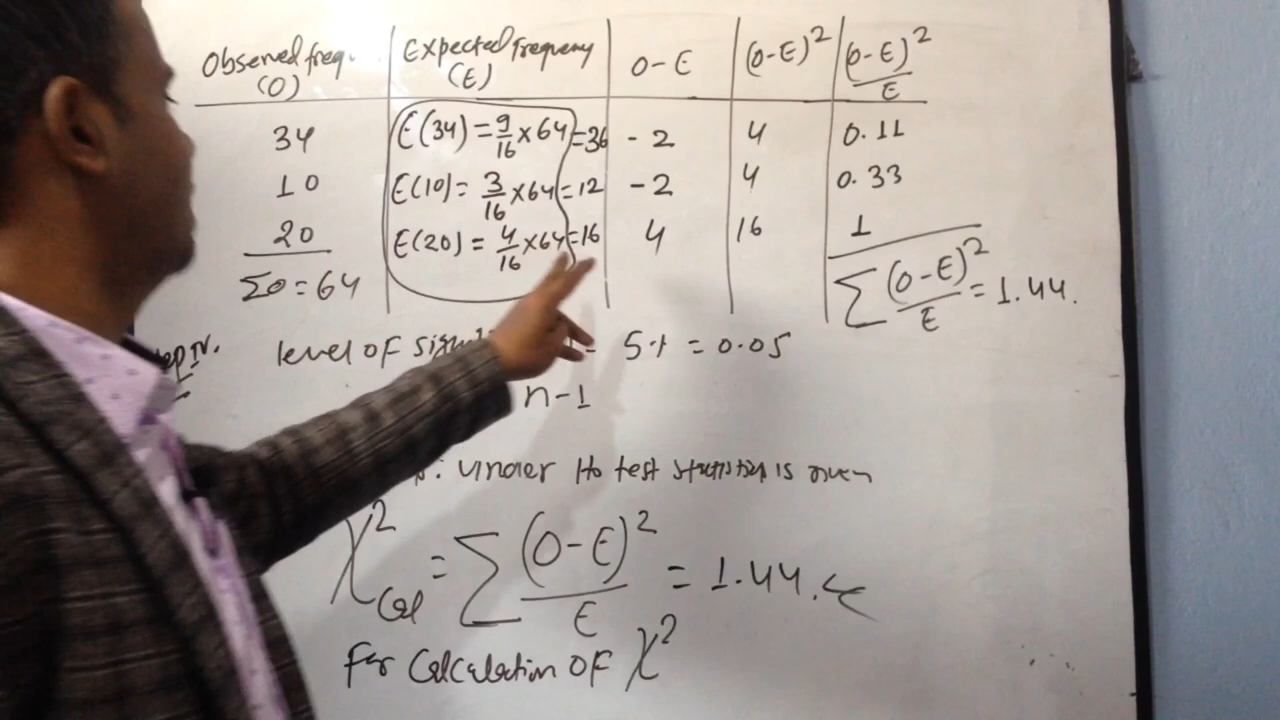 Observed freq. | Expected frequency | O-E | (O-E)² | (O-E)²/E
(O) | (E)
34 | E(34) = 9/16 x 64 = 36 | -2 | 4 | 0.11
10 | E(10) = 3/16 x 64 = 12 | -2 | 4 | 0.33
20 | E(20) = 4/16 x 64 = 16 | 4 | 16 | 1
ΣO = 64 | Σ (O-E)²/E = 1.44.
IV. level of = 5% = 0.05
n-1
: under Ho test is given
χ²cal = Σ (O-E)²/E = 1.44.
For calculation of χ²